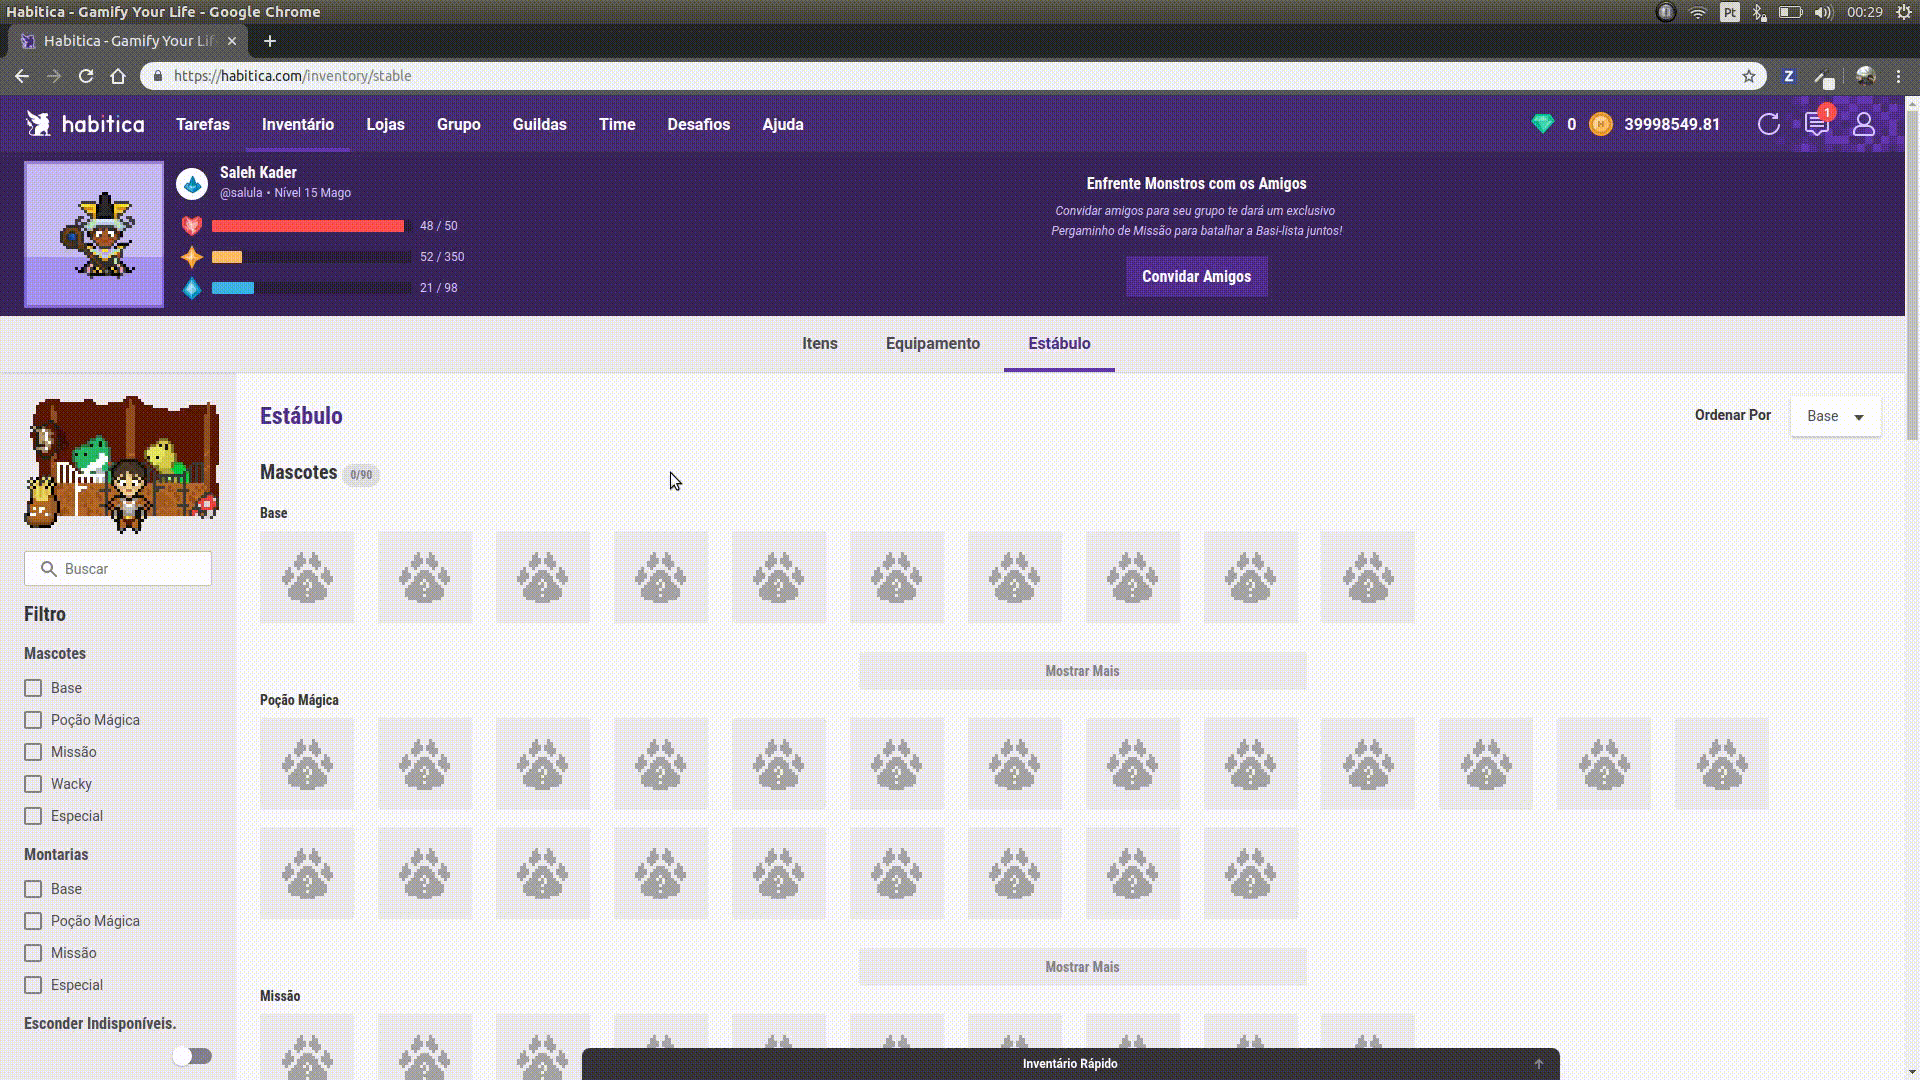 Habitica - Gamify Your Life - Google Chrome
Pt
00:29
Habitica - Gamify Your Lif
https://habitica.com/inventory/stable
Z
habitica
Tarefas
Inventário
Lojas
Grupo
Guildas
Time
Desafios
Ajuda
0
39998549.81
1
Saleh Kader
@salula • Nível 15 Mago
48 / 50
52 / 350
21 / 98
Enfrente Monstros com os Amigos
Convidar amigos para seu grupo te dará um exclusivo
Pergaminho de Missão para batalhar a Basi-lista juntos!
Convidar Amigos
Itens
Equipamento
Estábulo
Buscar
Filtro
Mascotes
Base
Poção Mágica
Missão
Wacky
Especial
Montarias
Base
Poção Mágica
Missão
Especial
Esconder Indisponíveis.
Estábulo
Ordenar Por
Base
Mascotes 0/90
Base
Mostrar Mais
Poção Mágica
Mostrar Mais
Missão
Inventário Rápido